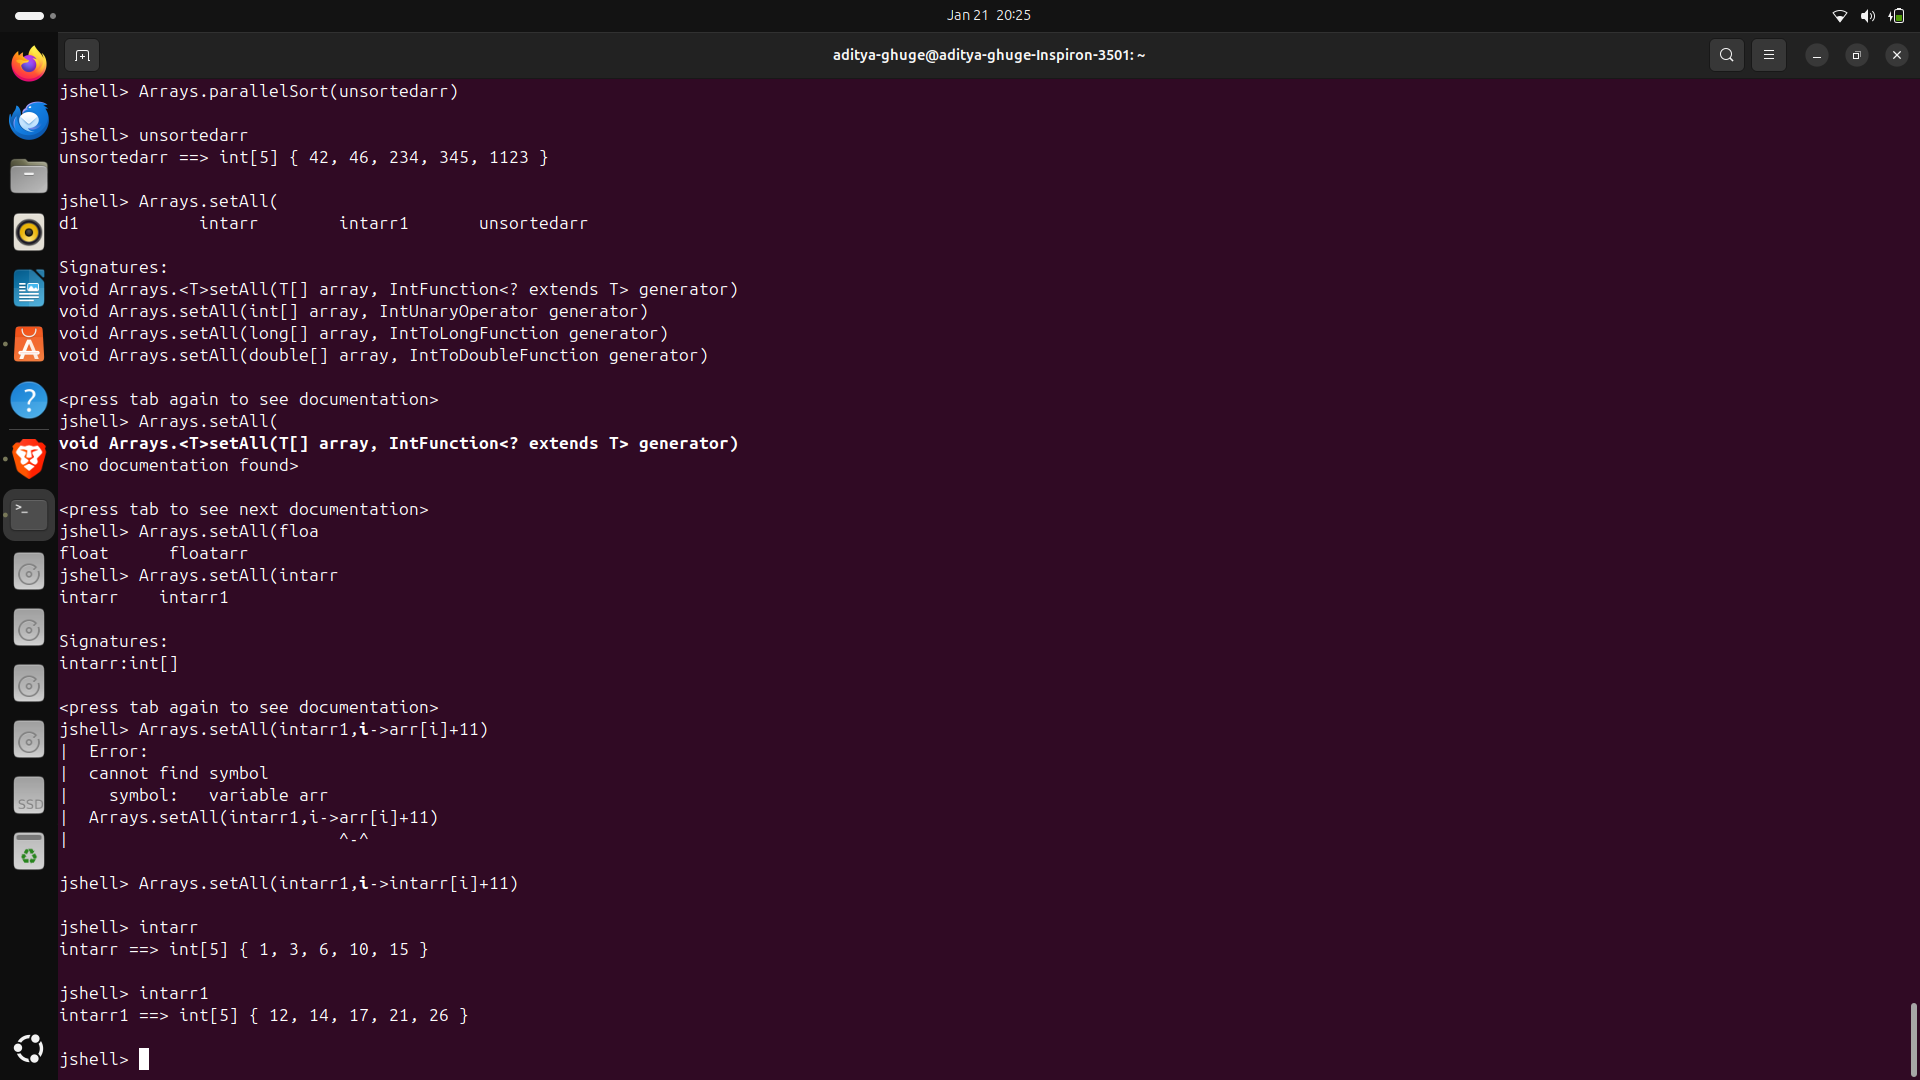 Jan 21  20:25
aditya-ghuge@aditya-ghuge-Inspiron-3501: ~
jshell> Arrays.parallelSort(unsortedarr)
jshell> unsortedarr
unsortedarr ==> int[5] { 42, 46, 234, 345, 1123 }
jshell> Arrays.setAll(
d1            intarr        intarr1       unsortedarr
Signatures:
void Arrays.<T>setAll(T[] array, IntFunction<? extends T> generator)
void Arrays.setAll(int[] array, IntUnaryOperator generator)
void Arrays.setAll(long[] array, IntToLongFunction generator)
void Arrays.setAll(double[] array, IntToDoubleFunction generator)
<press tab again to see documentation>
jshell> Arrays.setAll(
void Arrays.<T>setAll(T[] array, IntFunction<? extends T> generator)
<no documentation found>
<press tab to see next documentation>
jshell> Arrays.setAll(floa
float      floatarr
jshell> Arrays.setAll(intarr
intarr    intarr1
Signatures:
intarr:int[]
<press tab again to see documentation>
jshell> Arrays.setAll(intarr1,i->arr[i]+11)
|  Error:
|  cannot find symbol
|    symbol:   variable arr
|  Arrays.setAll(intarr1,i->arr[i]+11)
|                           ^-^
jshell> Arrays.setAll(intarr1,i->intarr[i]+11)
jshell> intarr
intarr ==> int[5] { 1, 3, 6, 10, 15 }
jshell> intarr1
intarr1 ==> int[5] { 12, 14, 17, 21, 26 }
jshell>
SSD